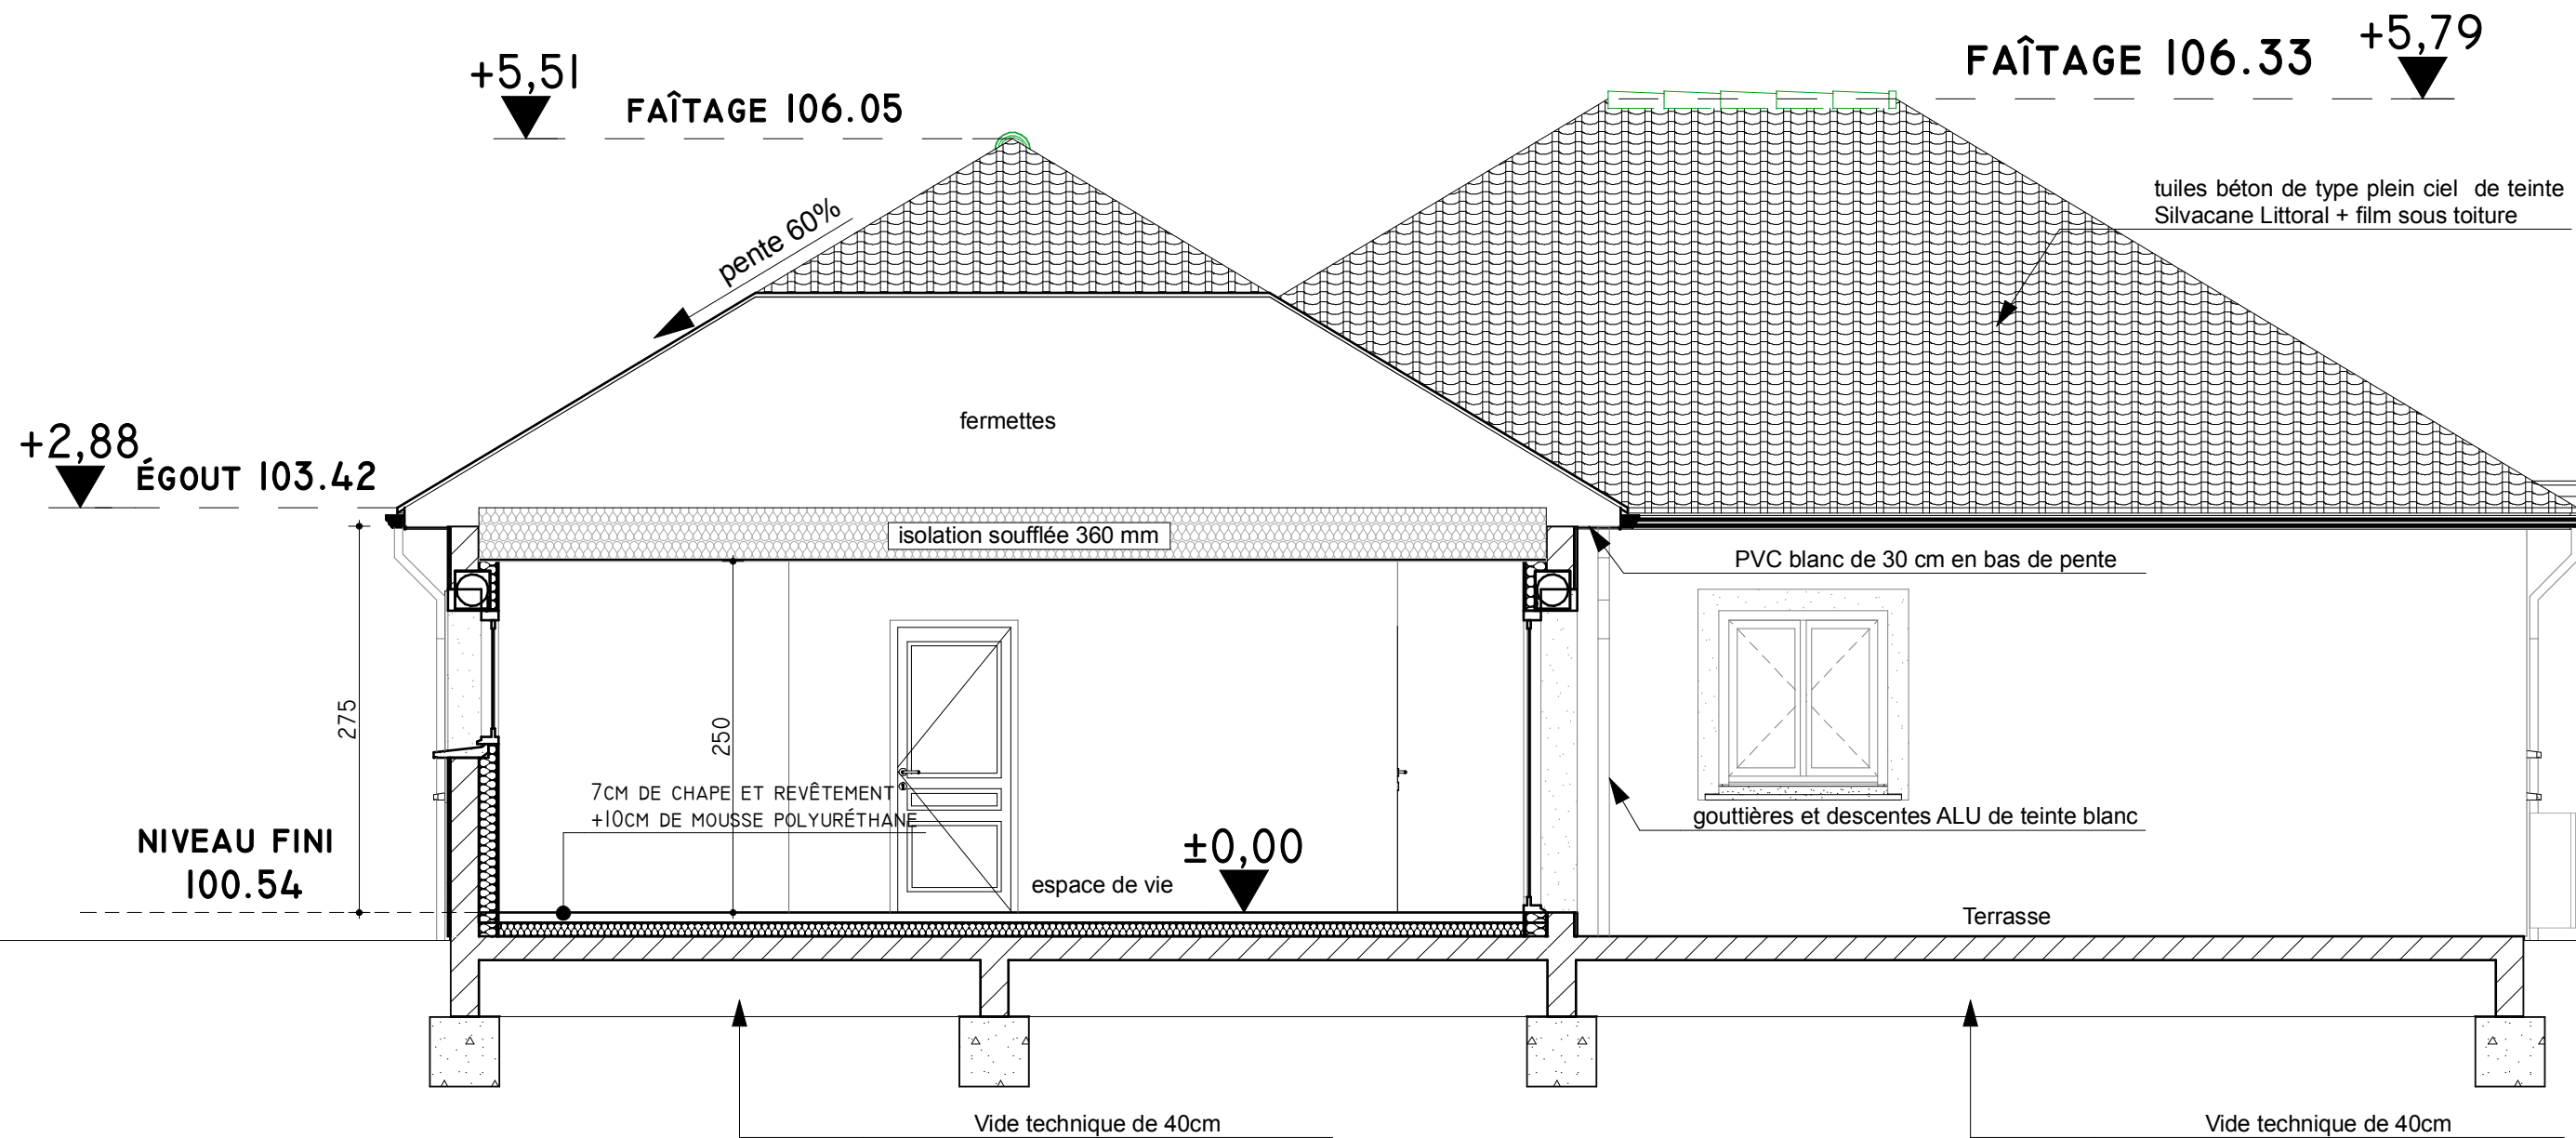 +5,51
FAÎTAGE 106.05
FAÎTAGE 106.33
+5,79
tuiles béton de type plein ciel de teinte
Silvacane Littoral + film sous toiture
pente 60%
fermettes
+2,88
ÉGOUT 103.42
isolation soufflée 360 mm
PVC blanc de 30 cm en bas de pente
275
250
7CM DE CHAPE ET REVÊTEMENT
+10CM DE MOUSSE POLYURÉTHANE
gouttières et descentes ALU de teinte blanc
NIVEAU FINI
100.54
±0,00
espace de vie
Terrasse
Vide technique de 40cm
Vide technique de 40cm